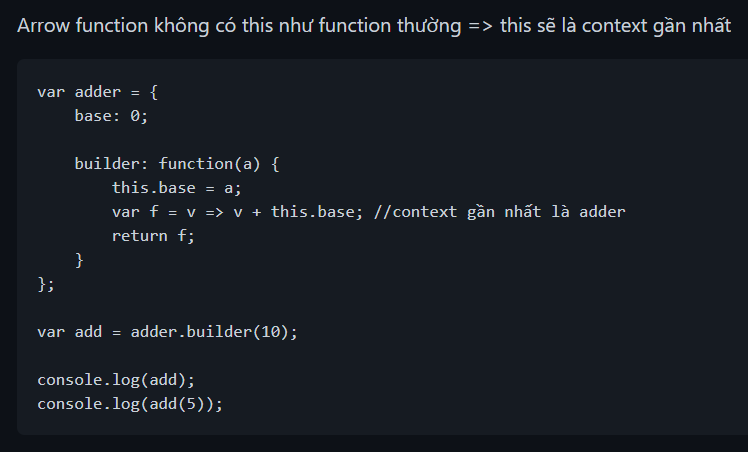 Arrow function không có this như function thường => this sẽ là context gần nhất
var adder = {
    base: 0;
    builder: function(a) {
        this.base = a;
        var f = v => v + this.base; //context gần nhất là adder
        return f;
    }
};
var add = adder.builder(10);
console.log(add);
console.log(add(5));